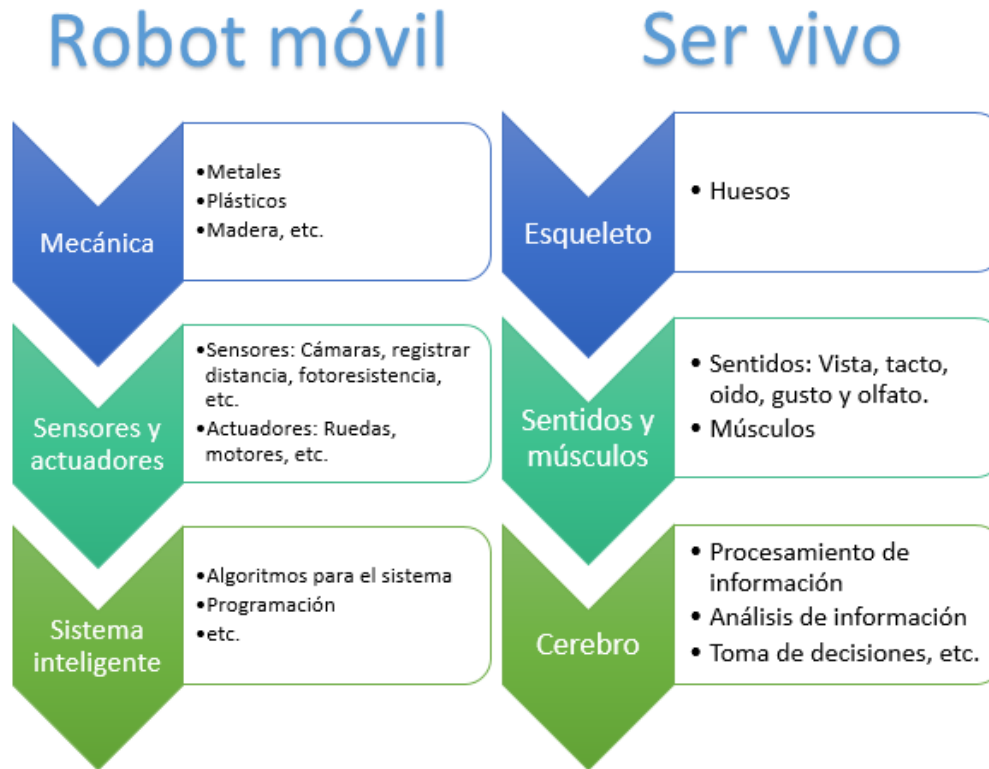 Robot móvil
Mecánica
•Metales
•Plásticos
•Madera, etc.
Sensores y
actuadores
•Sensores: Cámaras, registrar
distancia, fotoresistencia,
etc.
•Actuadores: Ruedas,
motores, etc.
Sistema
inteligente
•Algoritmos para el sistema
•Programación
•etc.
Ser vivo
Esqueleto
• Huesos
Sentidos y
músculos
• Sentidos: Vista, tacto,
oido, gusto y olfato.
• Músculos
Cerebro
• Procesamiento de
información
• Análisis de información
• Toma de decisiones, etc.